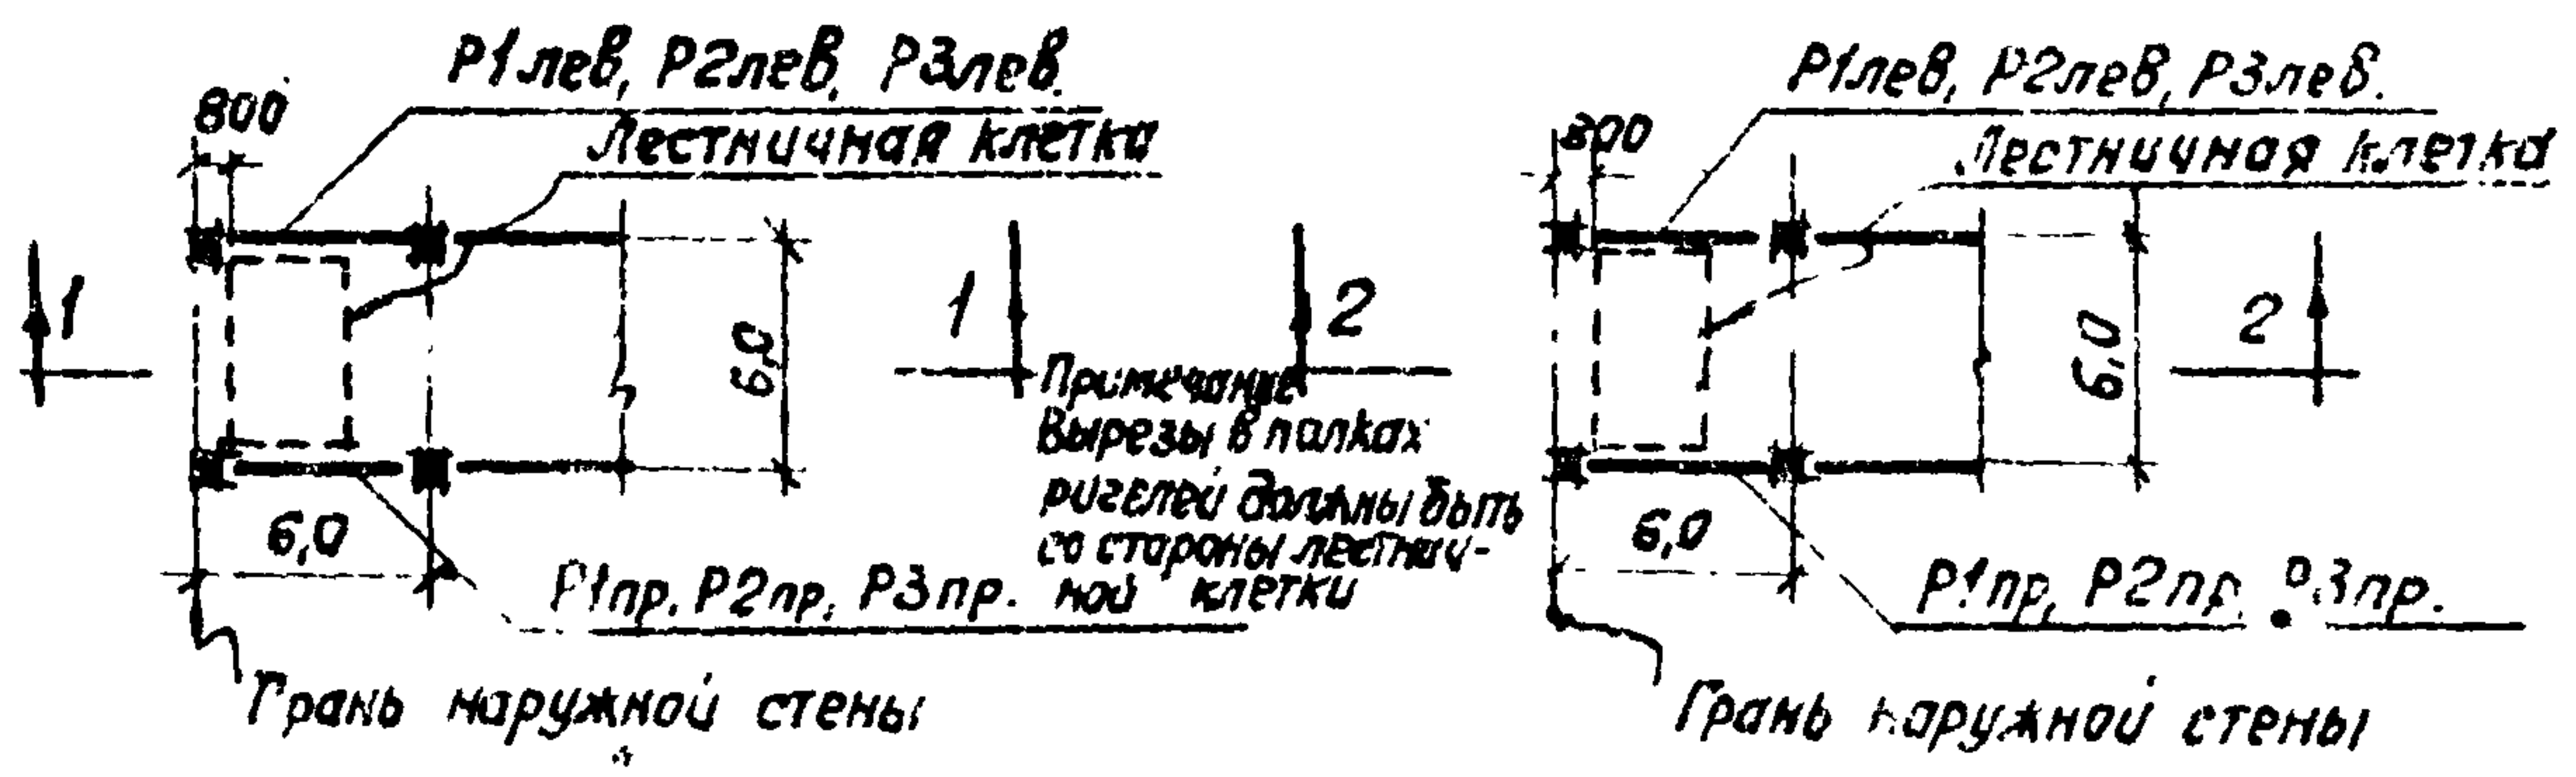 Р1лев, Р2лев, Р3лев.
800
Лестничная клетка
1
1
6,0
6,0
Р1пр, Р2пр, Р3пр.
Грань наружной стены
Примечание
Вырезы в полках
ригелей должны быть
со стороны лестнич-
ной клетки
Р1лев, Р2лев, Р3лев.
800
Лестничная клетка
2
2
6,0
6,0
Р1пр, Р2пр, Р3пр.
Грань наружной стены